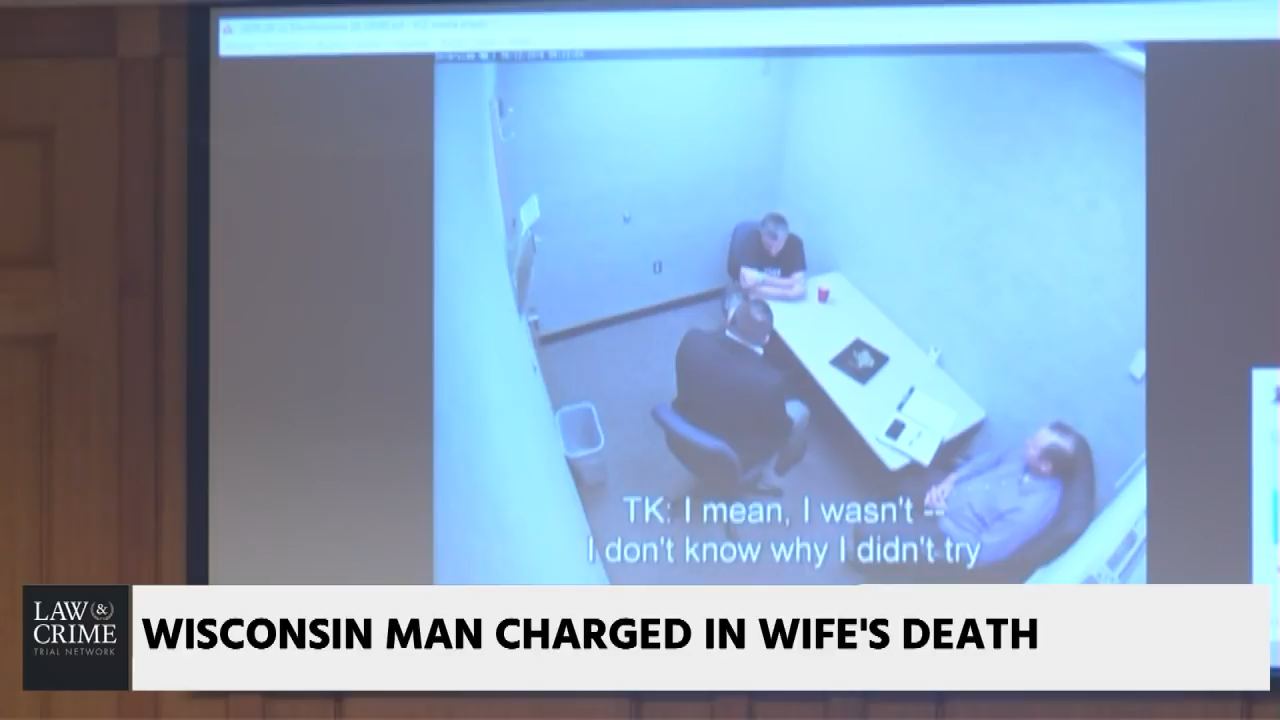 TK: I mean, I wasn't --
I don't know why I didn't try
LAW &
CRIME
TRIAL NETWORK
WISCONSIN MAN CHARGED IN WIFE'S DEATH